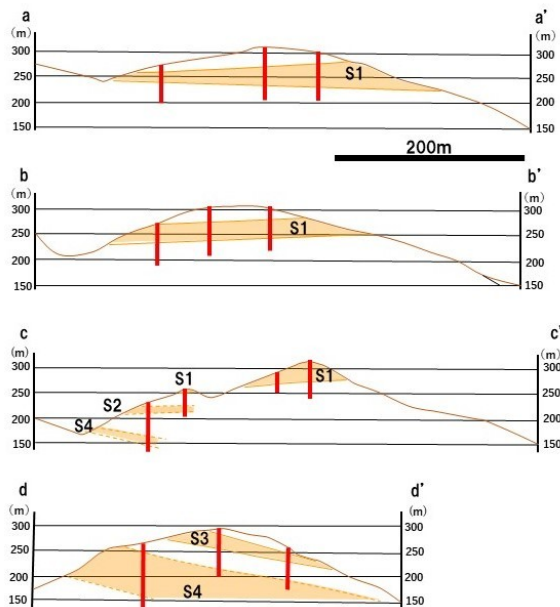 a a’
(m) (m)
300 300
250 S1 250
200 200
150 150
200m
b b’
(m) (m)
300 300
250 S1 250
200 200
150 150
c c’
(m) (m)
300 S1 S1 300
250 250
200 S2 200
150 S4 150
d d’
(m) (m)
300 S3 300
250 250
200 S4 200
150 150